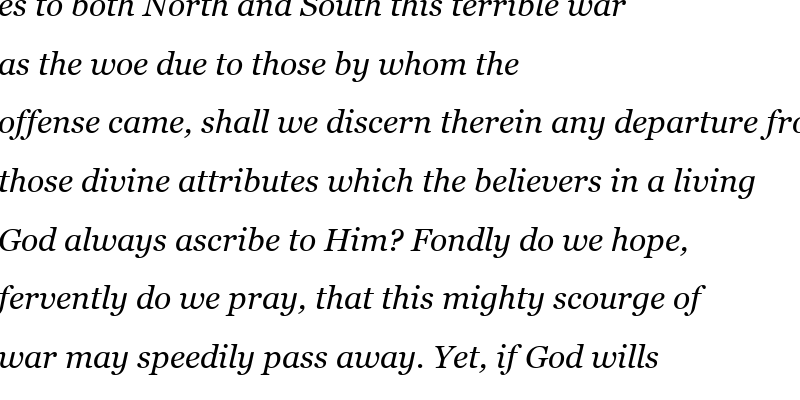 es to both North and South this terrible war
as the woe due to those by whom the
offense came, shall we discern therein any departure
those divine attributes which the believers in a living
God always ascribe to Him? Fondly do we hope,
fervently do we pray, that this mighty scourge of
war may speedily pass away. Yet, if God wills